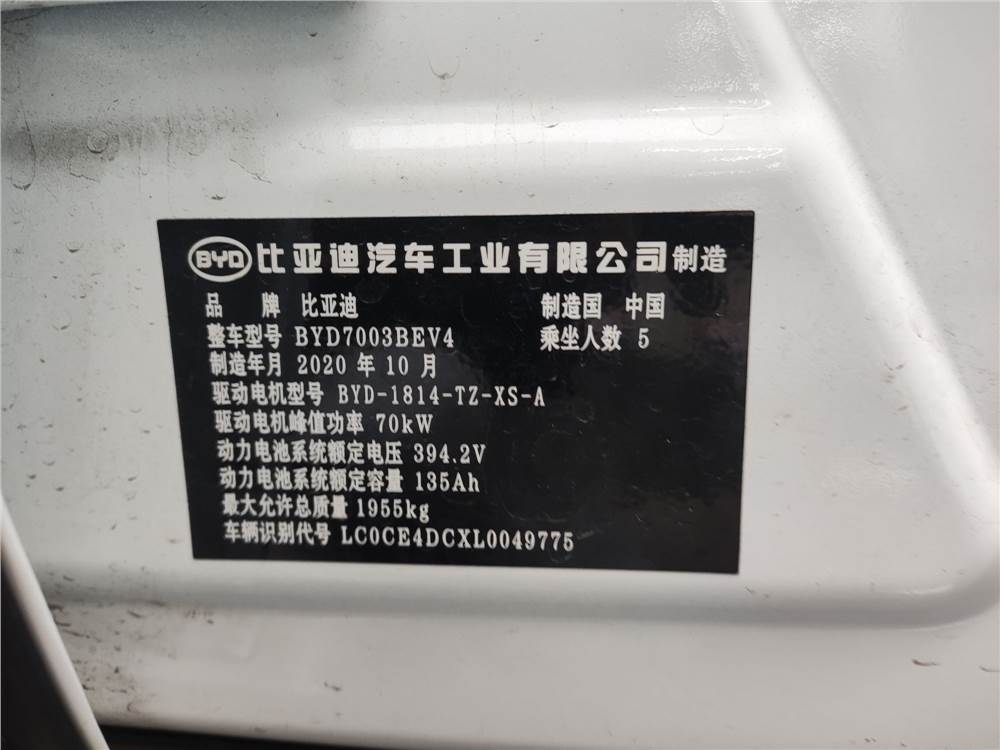 BYD 比亚迪汽车工业有限公司制造
品 牌 比亚迪 制造国 中国
整车型号 BYD7003BEV4 乘坐人数 5
制造年月 2020 年 10 月
驱动电机型号 BYD-1814-TZ-XS-A
驱动电机峰值功率 70kW
动力电池系统额定电压 394.2V
动力电池系统额定容量 135Ah
最大允许总质量 1955kg
车辆识别代号 LC0CE4DCXL0049775